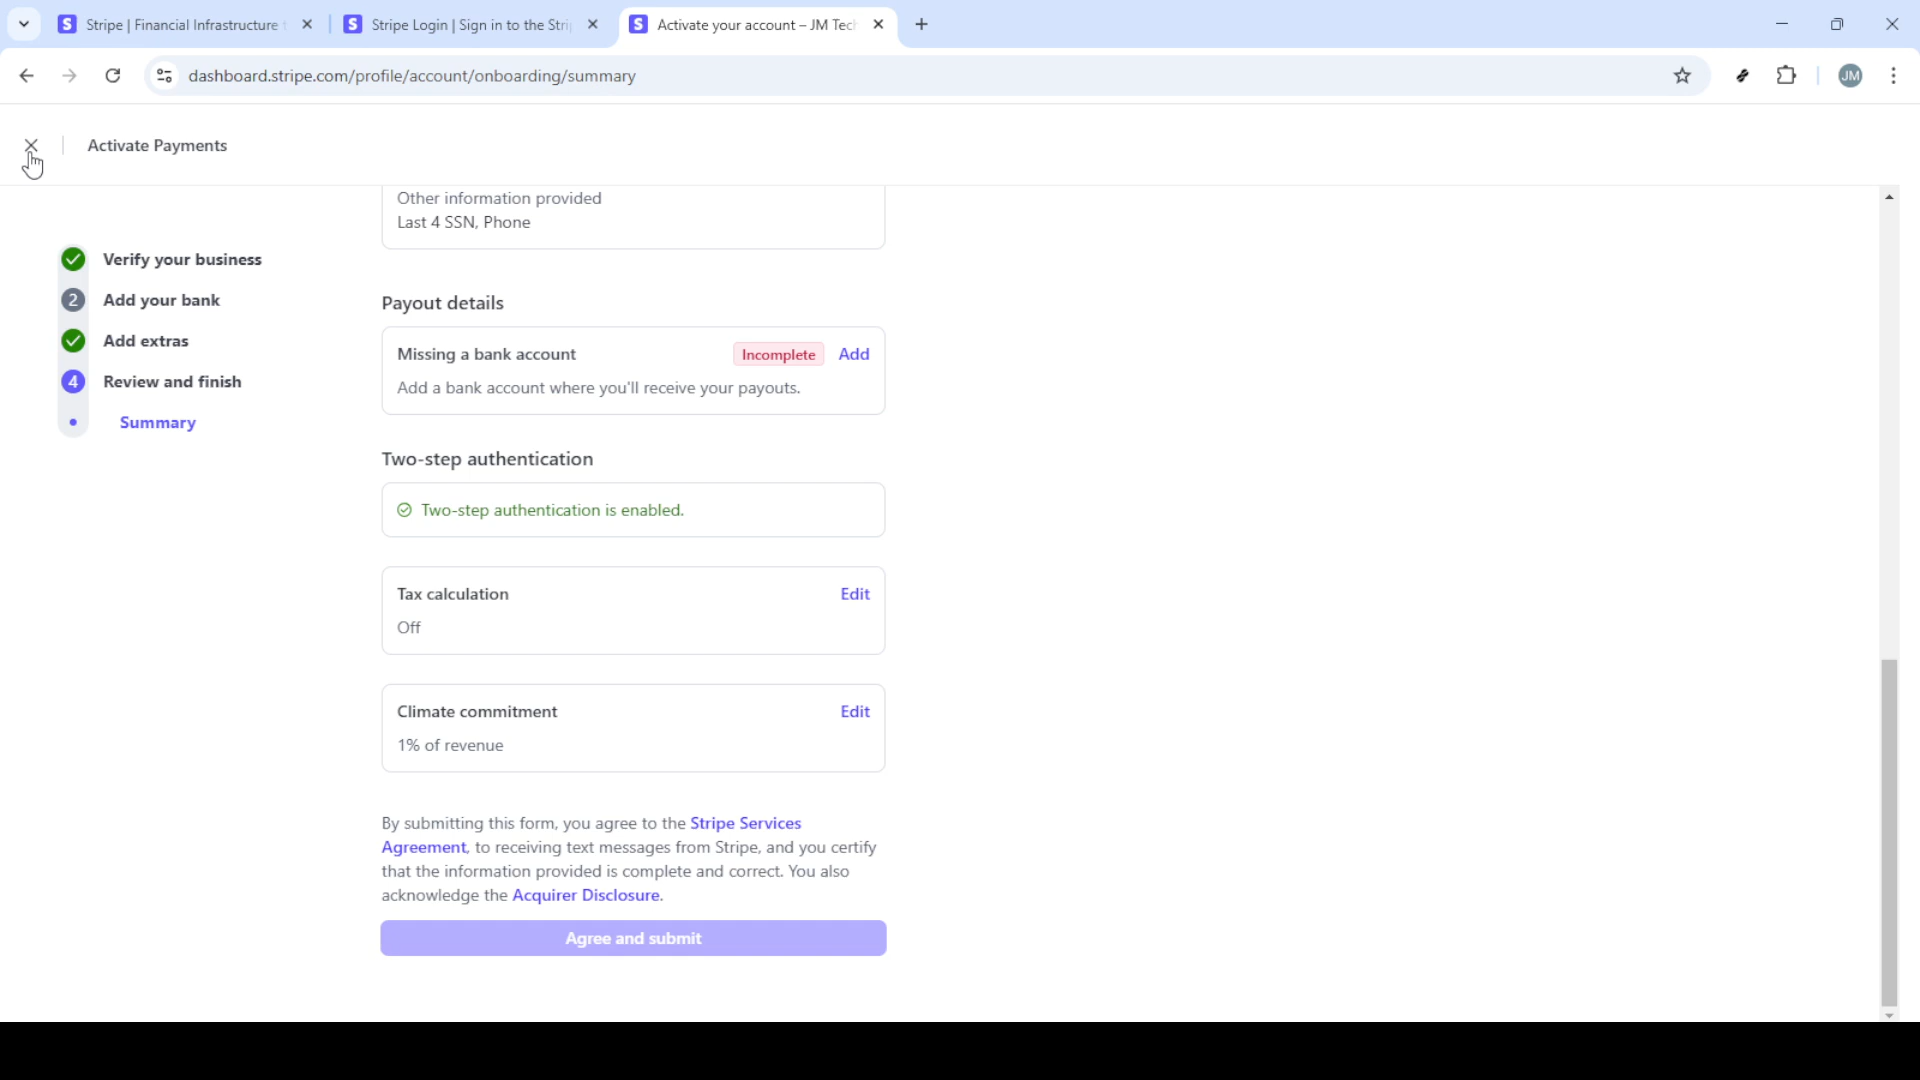 Stripe | Financial Infrastructure t
Stripe Login | Sign in to the Stri
Activate your account – JM Tech
dashboard.stripe.com/profile/account/onboarding/summary
JM
Activate Payments
Other information provided
Last 4 SSN, Phone
Verify your business
2 Add your bank
Add extras
4 Review and finish
Summary
Payout details
Missing a bank account Incomplete Add
Add a bank account where you'll receive your payouts.
Two-step authentication
Two-step authentication is enabled.
Tax calculation Edit
Off
Climate commitment Edit
1% of revenue
By submitting this form, you agree to the Stripe Services
Agreement, to receiving text messages from Stripe, and you certify
that the information provided is complete and correct. You also
acknowledge the Acquirer Disclosure.
Agree and submit